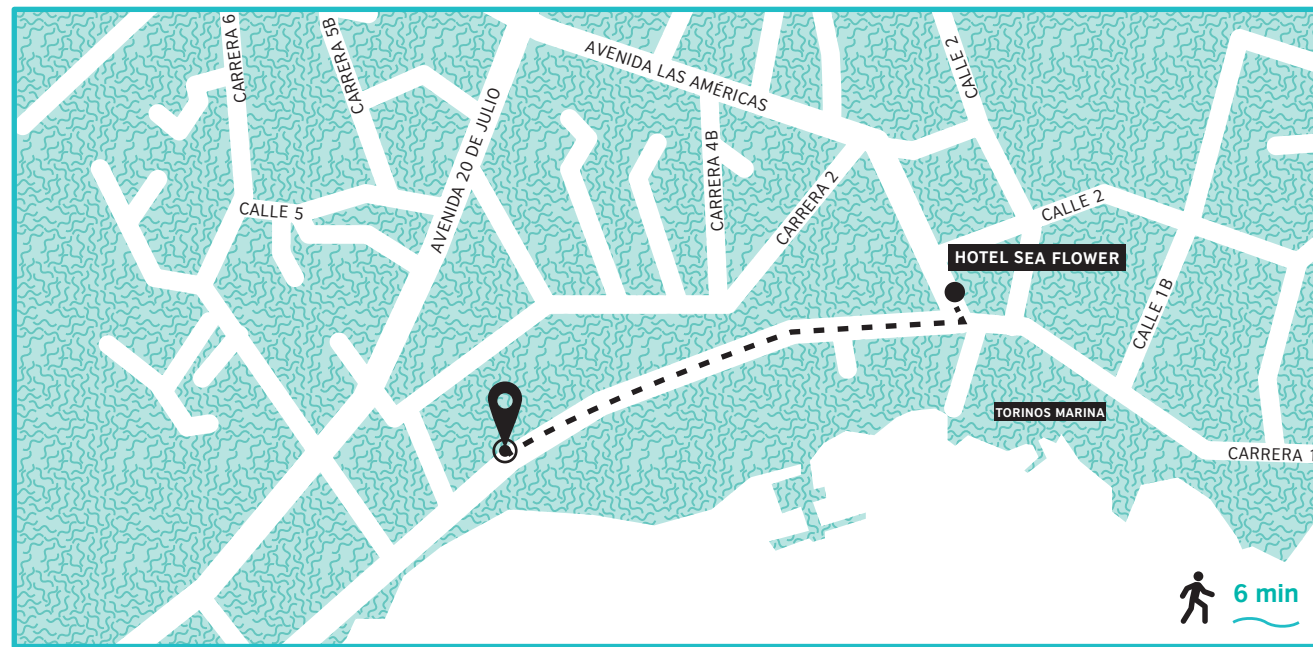 CARRERA 6
CARRERA 5B
AVENIDA 20 DE JULIO
AVENIDA LAS AMÉRICAS
CALLE 2
CARRERA 4B
CARRERA 2
CALLE 5
CALLE 2
HOTEL SEA FLOWER
CALLE 1B
TORINOS MARINA
CARRERA 1
6 min